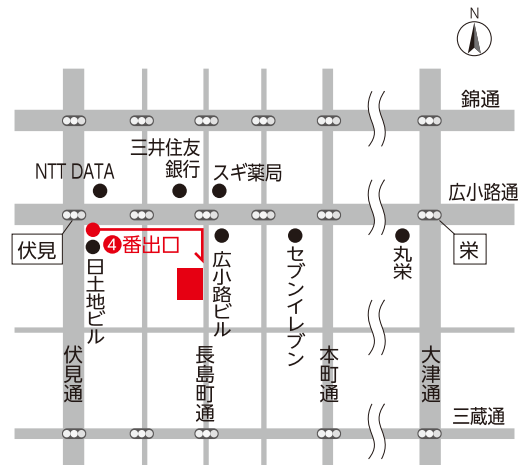 N
錦通
三井住友
銀行
NTT DATA
スギ薬局
広小路通
伏見
❹番出口
栄
日土地ビル
広小路ビル
セブンイレブン
丸栄
伏見通
長島町通
本町通
大津通
三蔵通